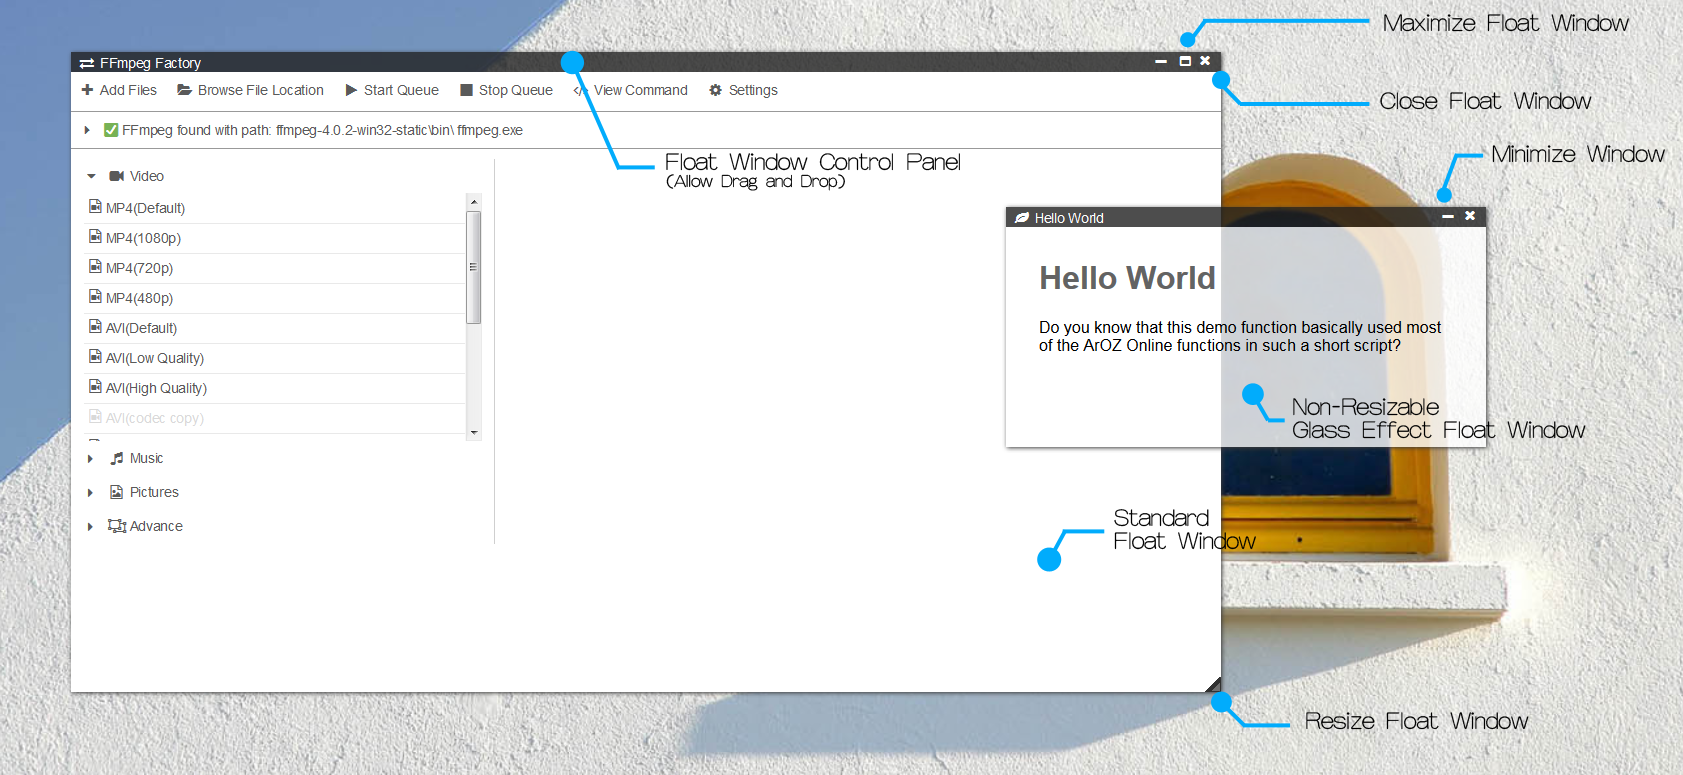 Maximize Float Window
FFmpeg Factory
Add Files Browse File Location Start Queue Stop Queue View Command Settings
Close Float Window
FFmpeg found with path: ffmpeg-4.0.2-win32-static\bin\ ffmpeg.exe
Float Window Control Panel
(Allow Drag and Drop)
Minimize Window
Video
MP4(Default)
MP4(1080p)
MP4(720p)
MP4(480p)
AVI(Default)
AVI(Low Quality)
AVI(High Quality)
AVI(codec copy)
Music
Pictures
Advance
Hello World
Hello World
Do you know that this demo function basically used most
of the ArOZ Online functions in such a short script?
Non-Resizable
Glass Effect Float Window
Standard
Float Window
Resize Float Window